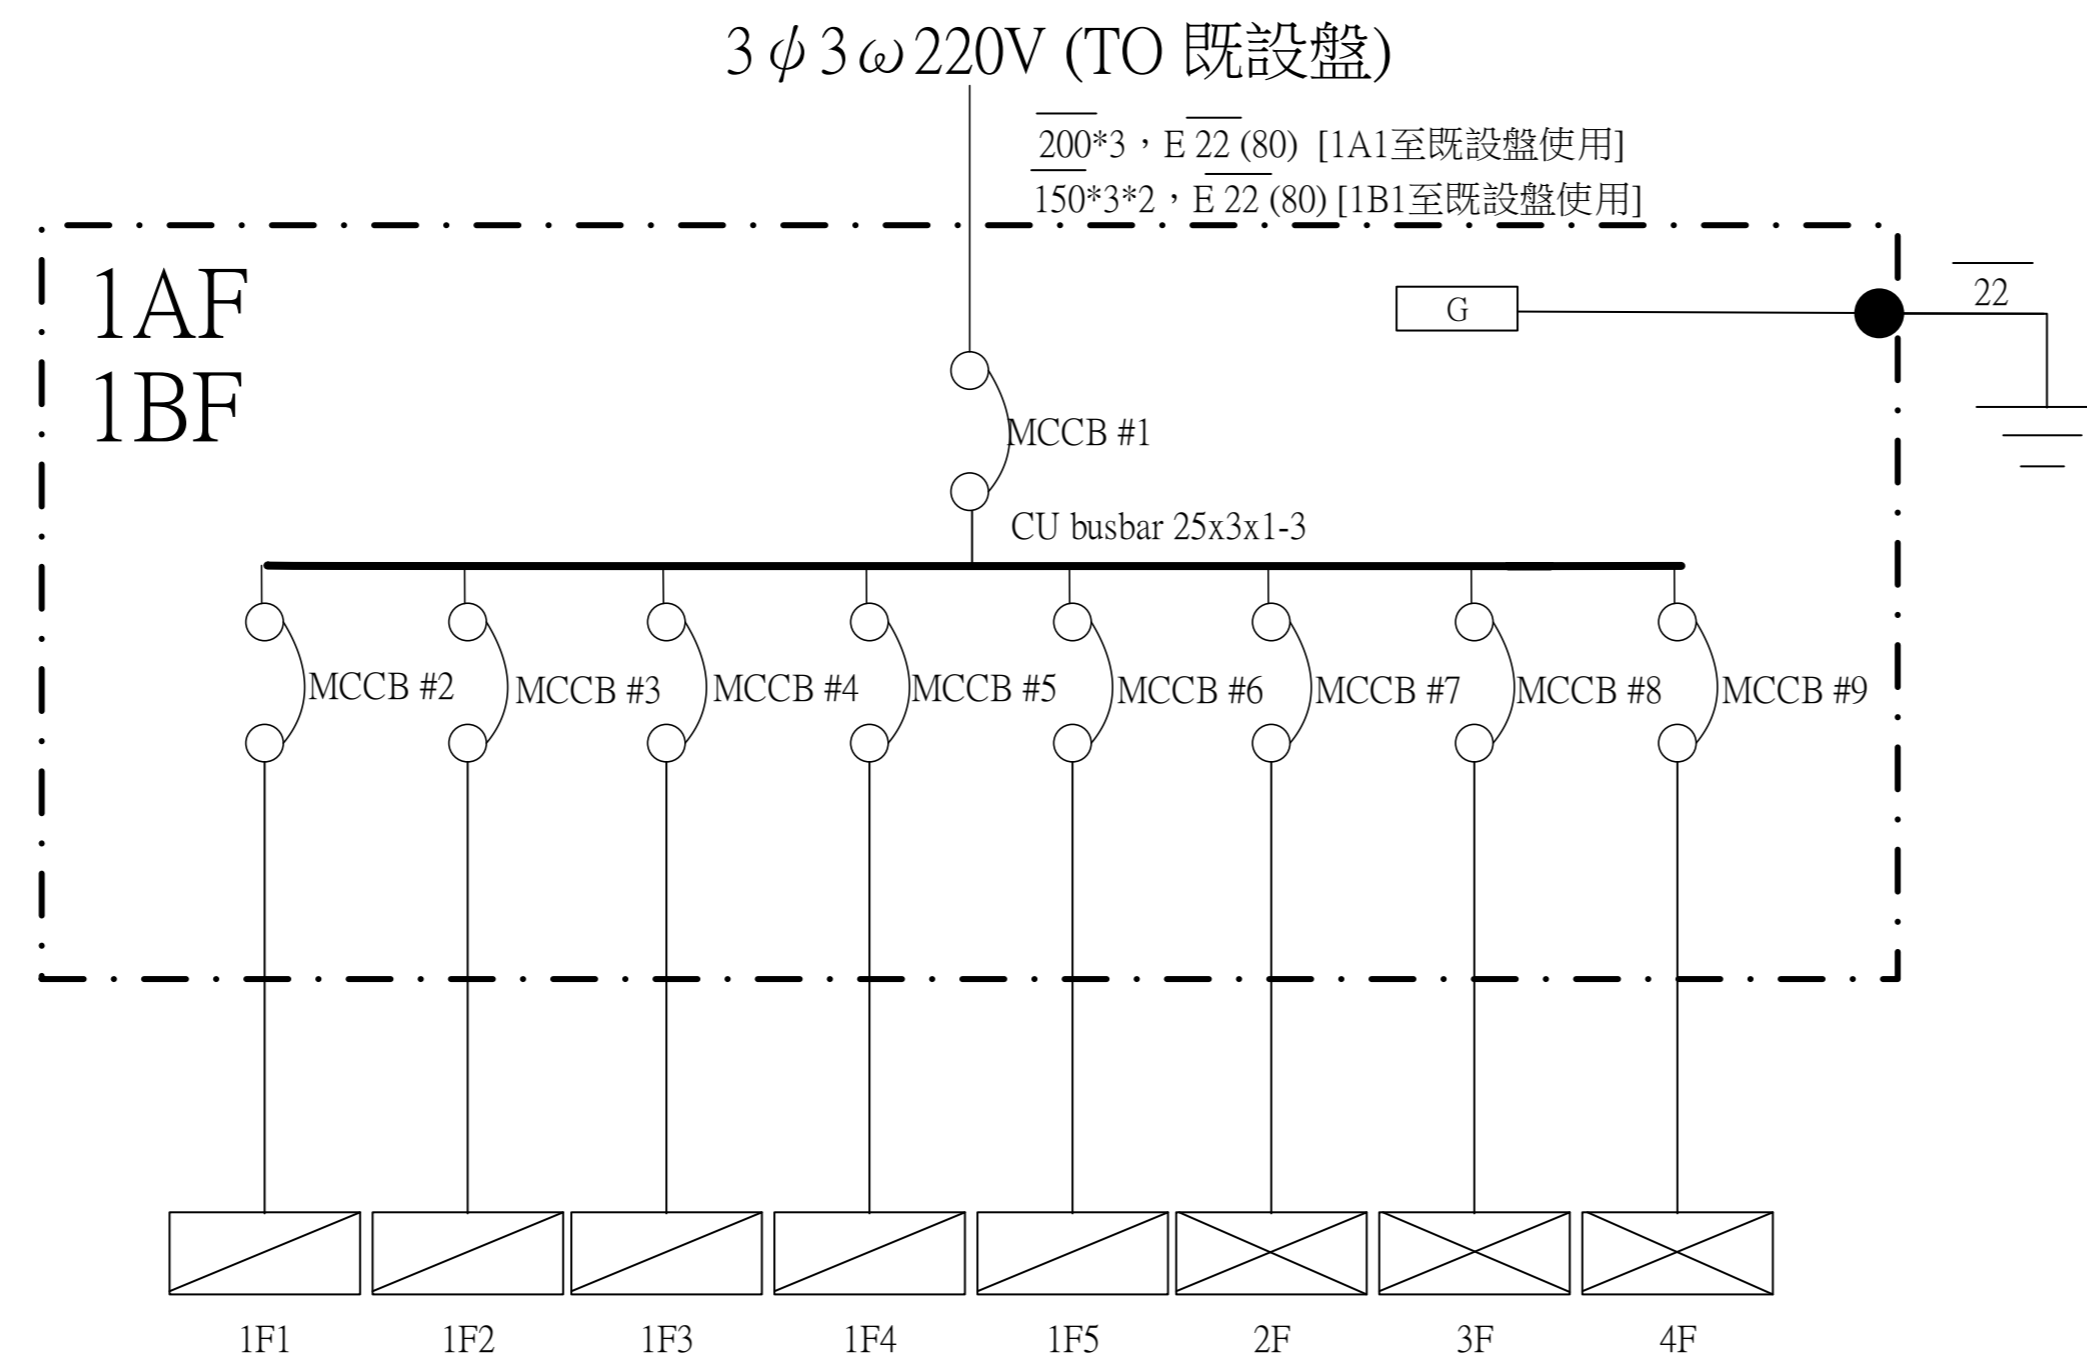 3φ3ω220V (TO 既設盤)
200*3，E 22 (80) [1A1至既設盤使用]
150*3*2，E 22 (80) [1B1至既設盤使用]
1AF
1BF
G
22
MCCB #1
CU busbar 25x3x1-3
MCCB #2
MCCB #3
MCCB #4
MCCB #5
MCCB #6
MCCB #7
MCCB #8
MCCB #9
1F1
1F2
1F3
1F4
1F5
2F
3F
4F